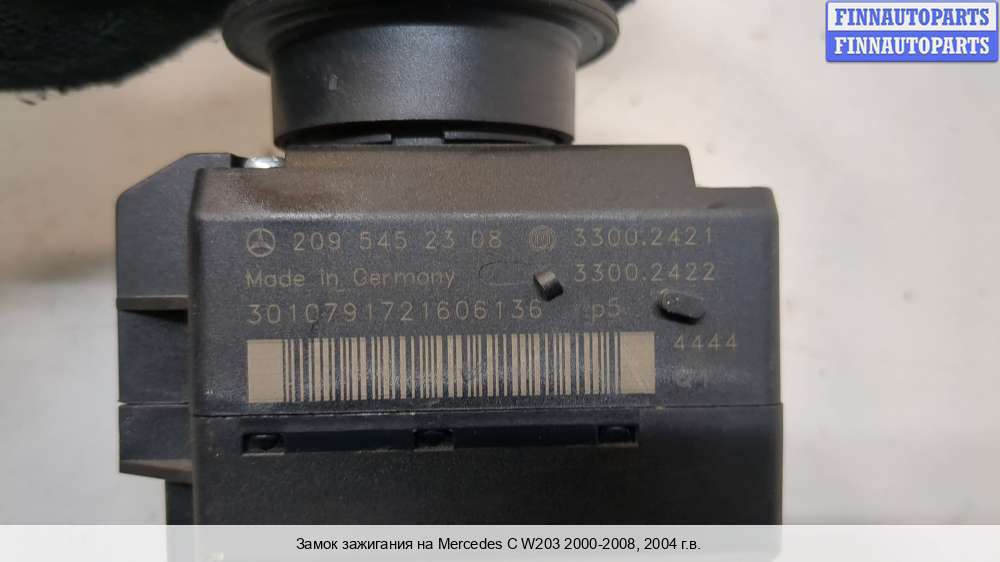 FINNAUTOPARTS
FINNAUTOPARTS
209 545 23 08 3300.2421
Made in Germany 3300.2422
3010791721606136 p5
4444
Замок зажигания на Mercedes C W203 2000-2008, 2004 г.в.